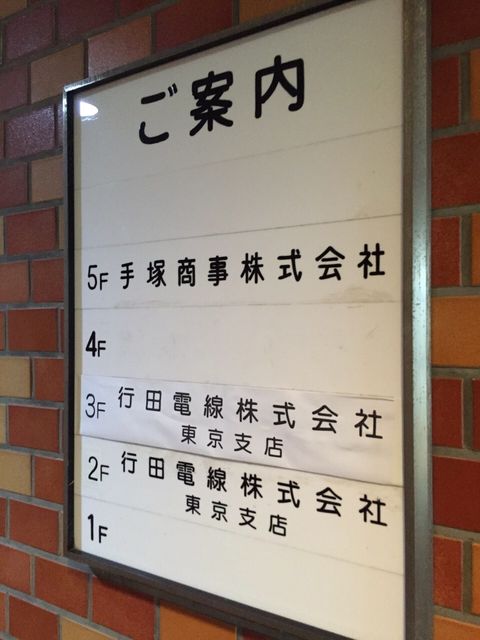 ご案内
5F 手塚商事株式会社
4F
3F 行田電線株式会社
東京支店
2F 行田電線株式会社
東京支店
1F